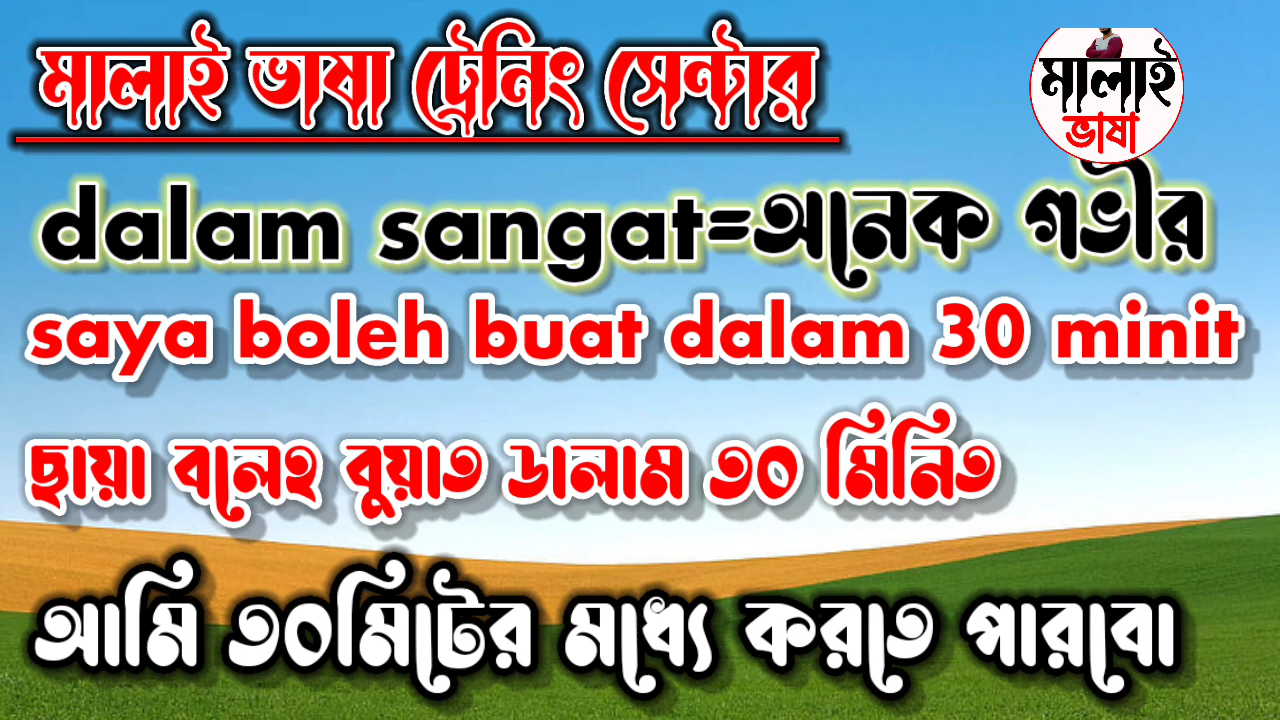 মালাই ভাষা ট্রেনিং সেন্টার
মালাই
ভাষা
dalam sangat=অনেক গভীর
saya boleh buat dalam 30 minit
ছায়া বলেহ বুয়াত ডালাম ৩০ মিনিত
আমি ৩০মিটের মধ্যে করতে পারবো